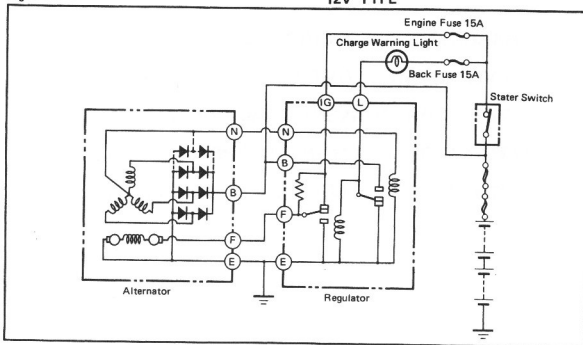 12V TYPE
Engine Fuse 15A
Charge Warning Light
Back Fuse 15A
IG L
Stater Switch
N N
B
B
F
F
E E
Alternator
Regulator